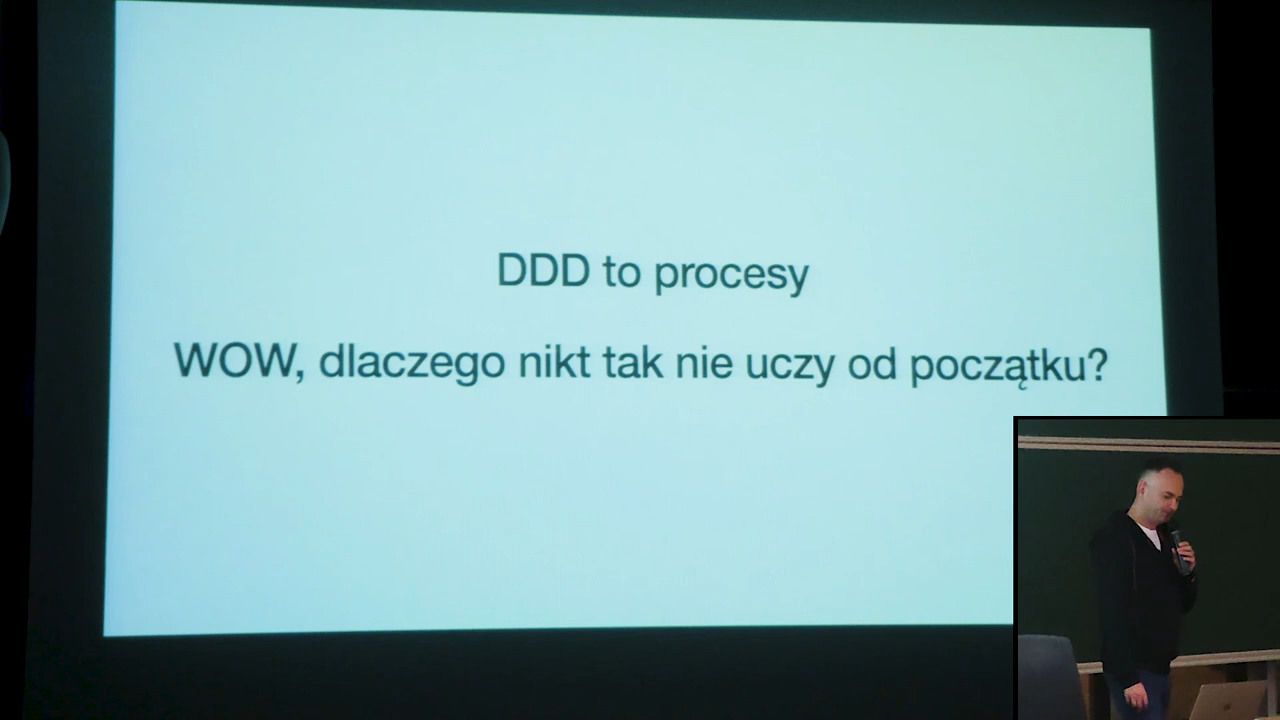 DDD to procesy
WOW, dlaczego nikt tak nie uczy od początku?